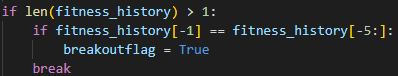 if len(fitness_history) > 1:
    if fitness_history[-1] == fitness_history[-5:]:
        breakoutflag = True
    break